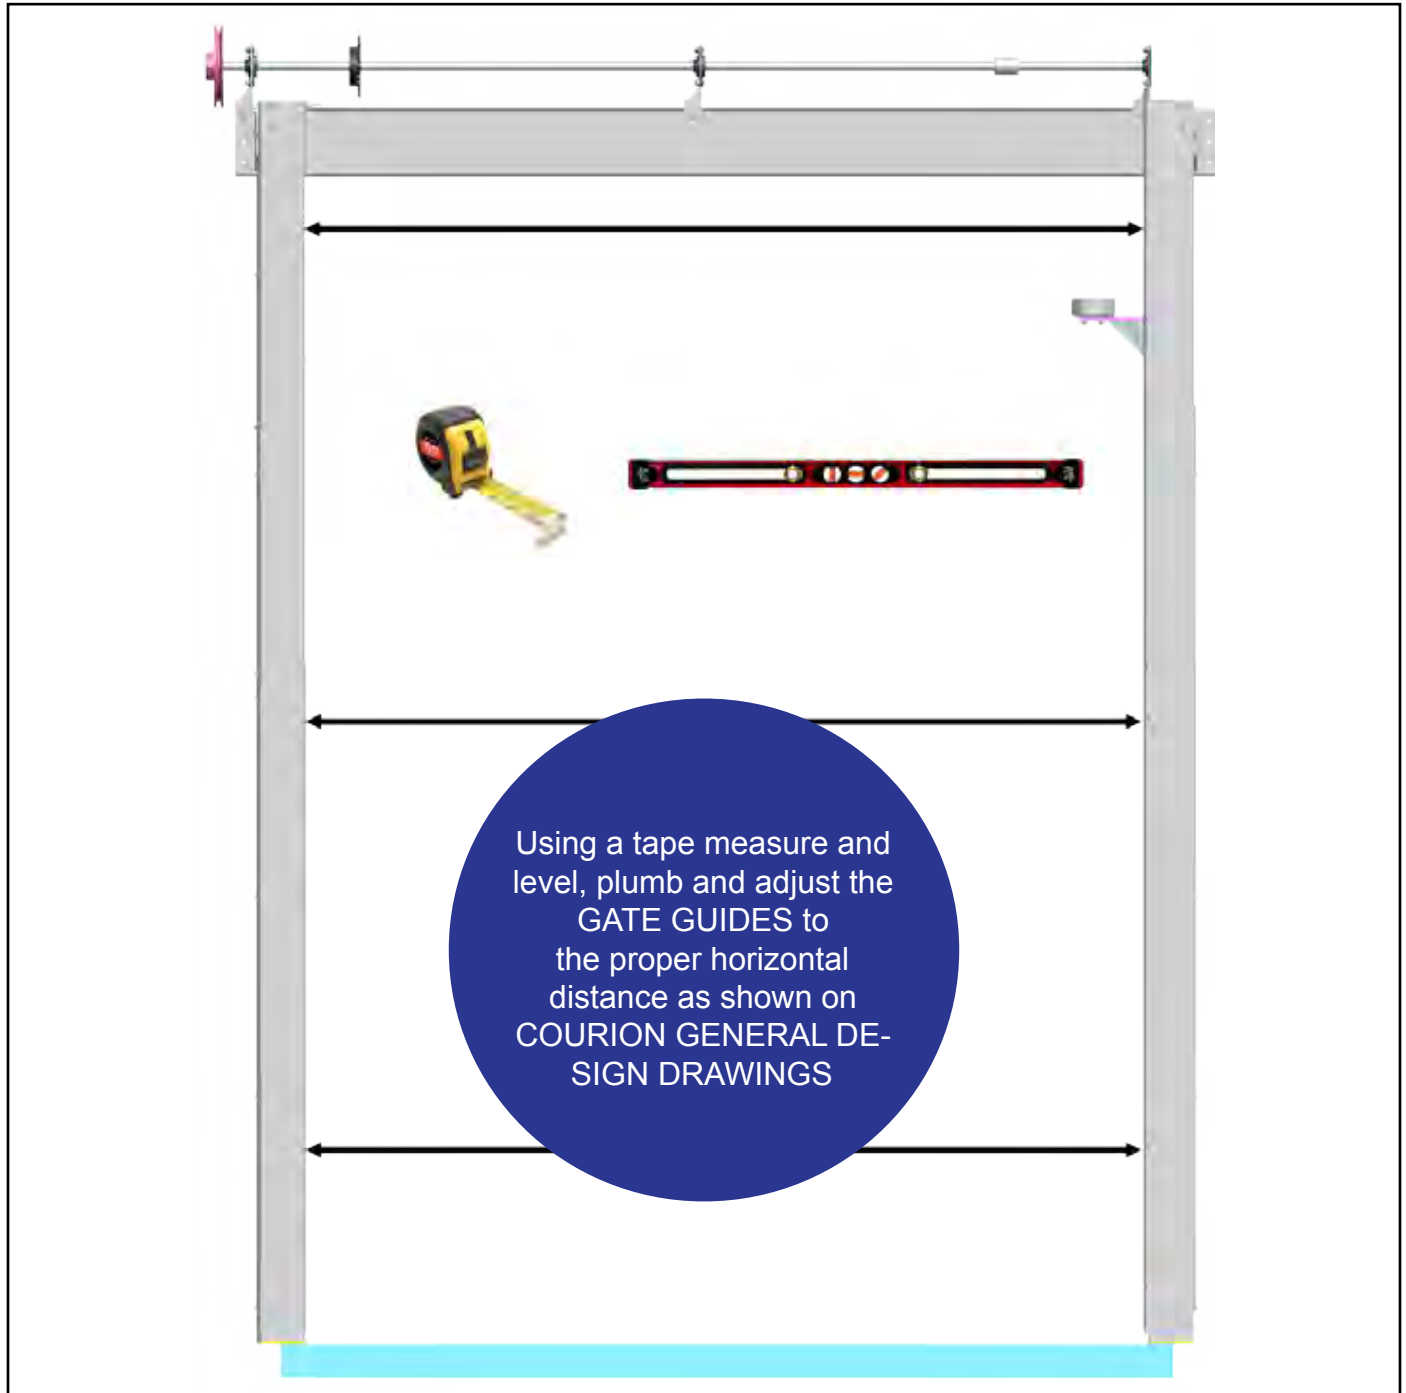 Using a tape measure and
level, plumb and adjust the
GATE GUIDES to
the proper horizontal
distance as shown on
COURION GENERAL DE-
SIGN DRAWINGS